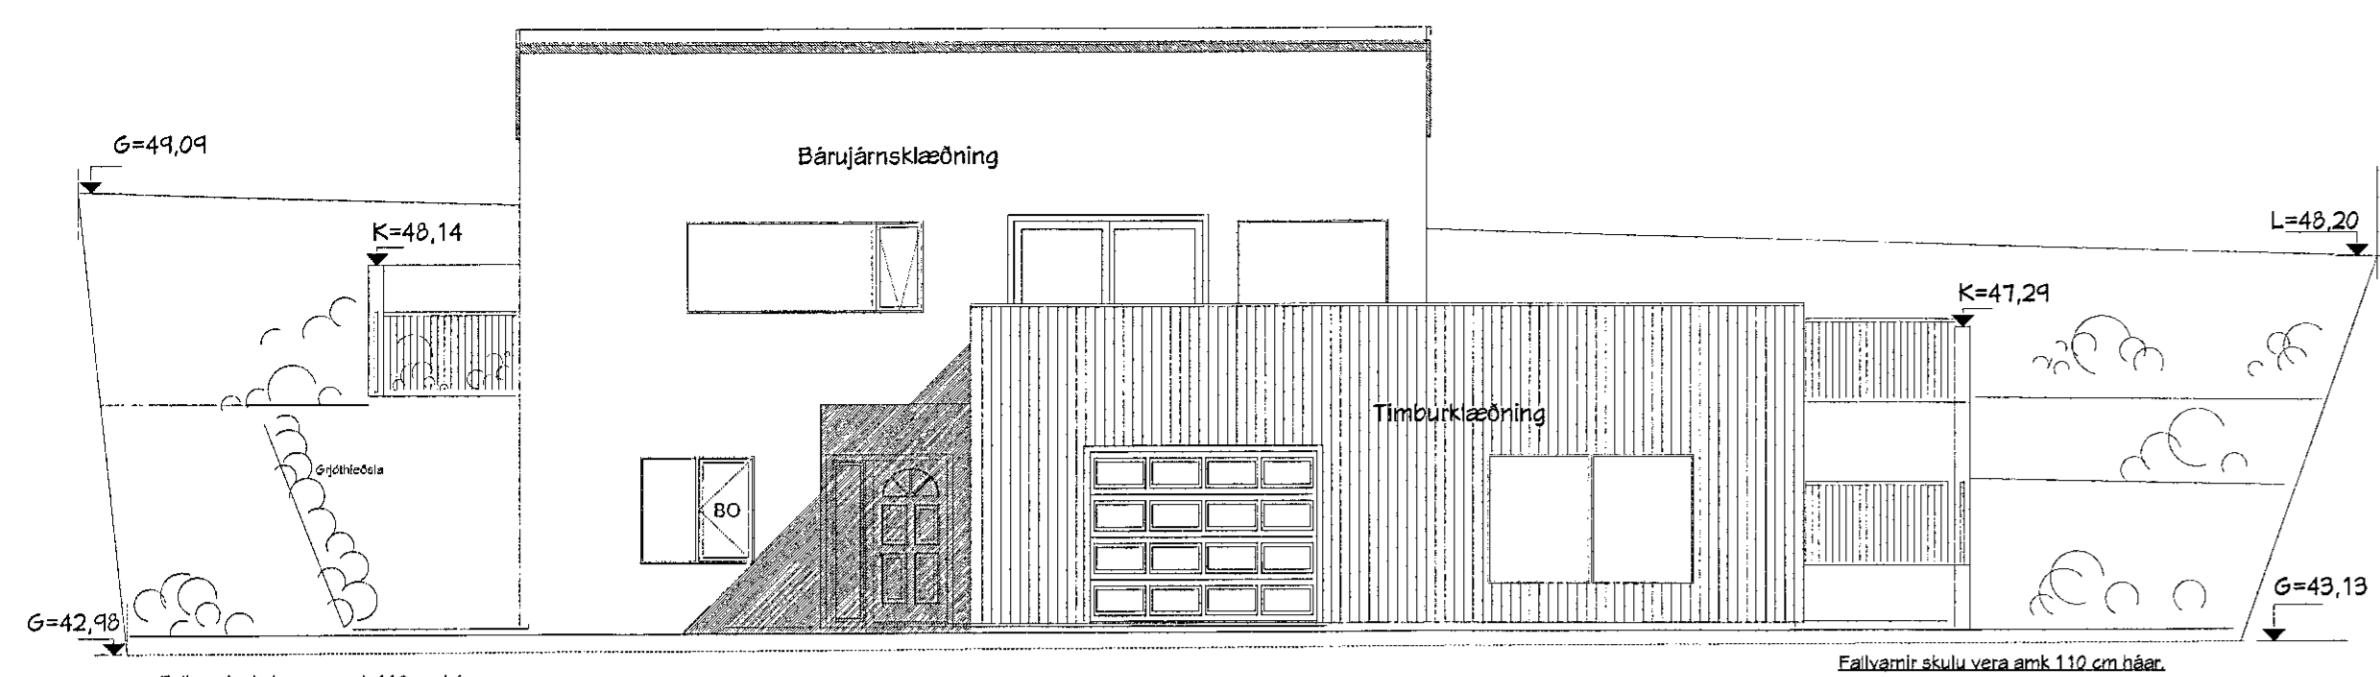 G=49,09
Bárujárnsklæðning
K=48,14
L=48,20
K=47,29
Timburklæðning
Grjóthleðsla
BO
G=42,98
G=43,13
Fallvarnir skulu vera amk 110 cm háar.